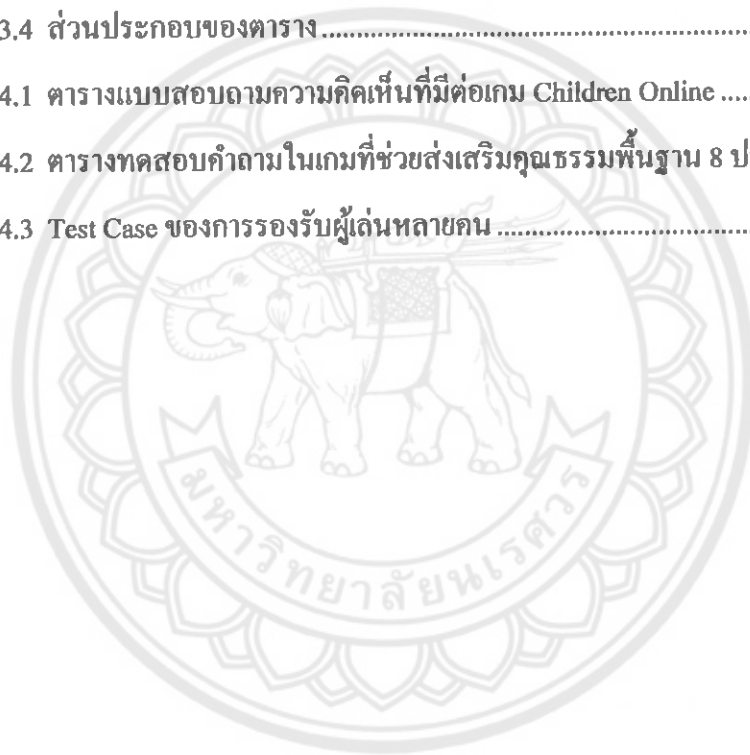 3.4 ส่วนประกอบของตาราง........................................................................
4.1 ตารางแบบสอบถามความคิดเห็นที่มีต่อเกม Children Online .....
4.2 ตารางทดสอบคำถามในเกมที่ช่วยส่งเสริมคุณธรรมพื้นฐาน 8 ป
4.3 Test Case ของการรองรับผู้เล่นหลายคน ............................................
มหาวิทยาลัยนเรศวร